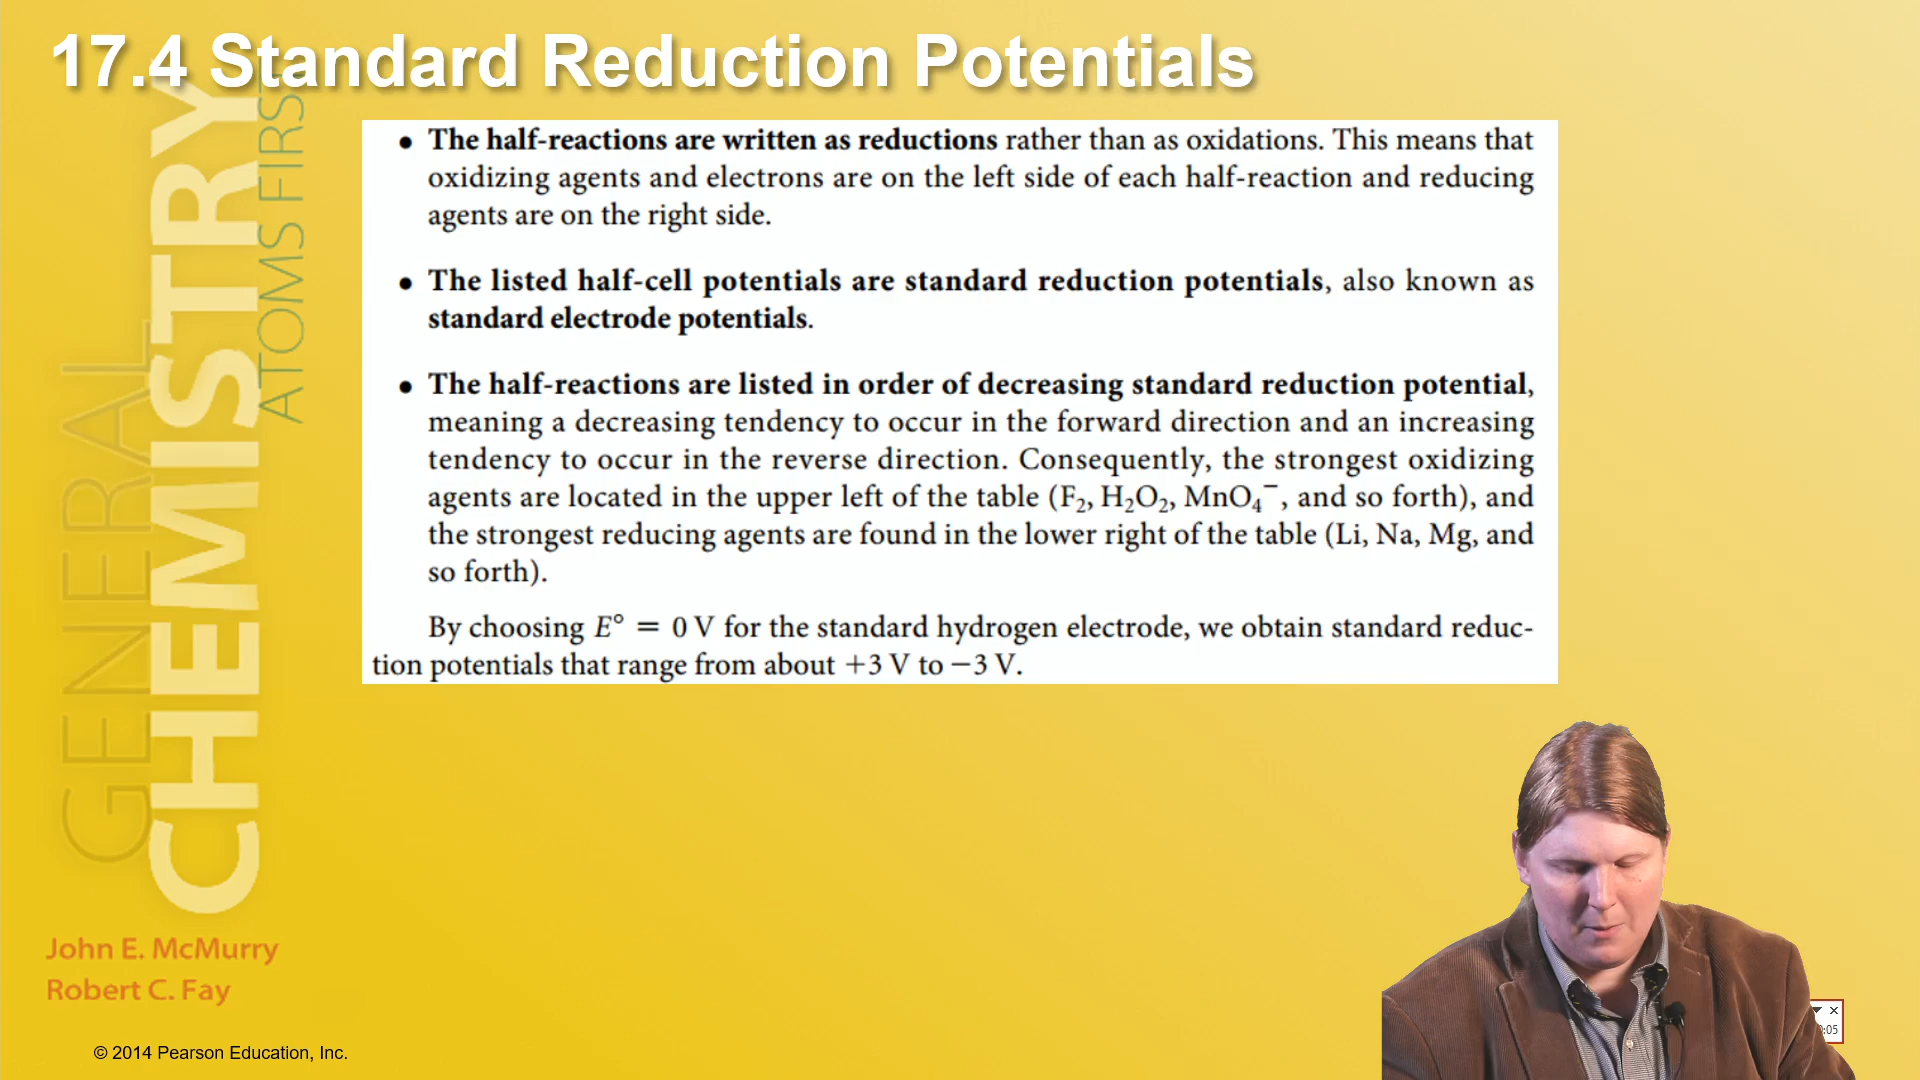 17.4 Standard Reduction Potentials
• The half-reactions are written as reductions rather than as oxidations. This means that
oxidizing agents and electrons are on the left side of each half-reaction and reducing
agents are on the right side.
• The listed half-cell potentials are standard reduction potentials, also known as
standard electrode potentials.
• The half-reactions are listed in order of decreasing standard reduction potential,
meaning a decreasing tendency to occur in the forward direction and an increasing
tendency to occur in the reverse direction. Consequently, the strongest oxidizing
agents are located in the upper left of the table (F₂, H₂O₂, MnO₄⁻, and so forth), and
the strongest reducing agents are found in the lower right of the table (Li, Na, Mg, and
so forth).
By choosing E° = 0 V for the standard hydrogen electrode, we obtain standard reduc-
tion potentials that range from about +3 V to −3 V.
GENERAL
CHEMISTRY
ATOMS FIRST
John E. McMurry
Robert C. Fay
© 2014 Pearson Education, Inc.